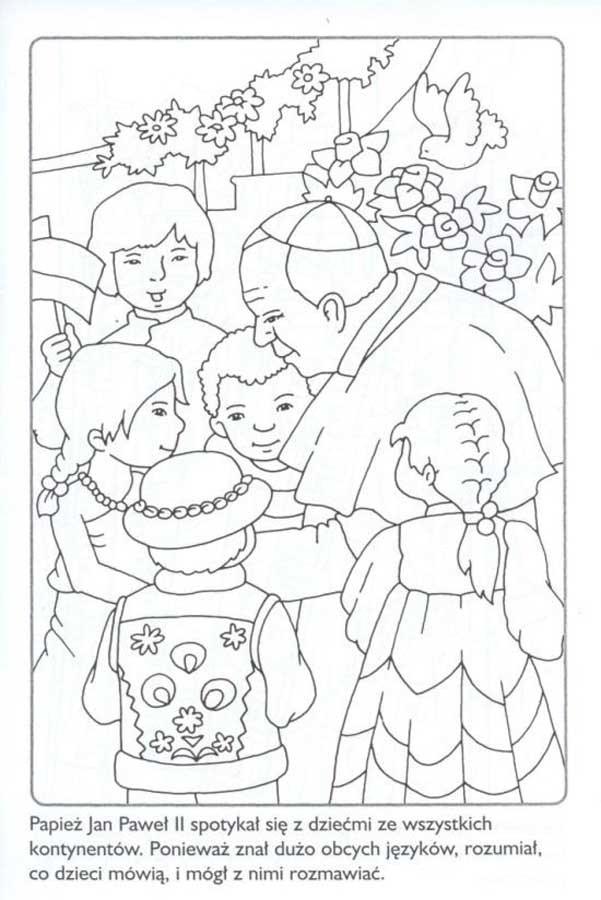 Papież Jan Paweł II spotykał się z dziećmi ze wszystkich
kontynentów. Ponieważ znał dużo obcych języków, rozumiał,
co dzieci mówią, i mógł z nimi rozmawiać.